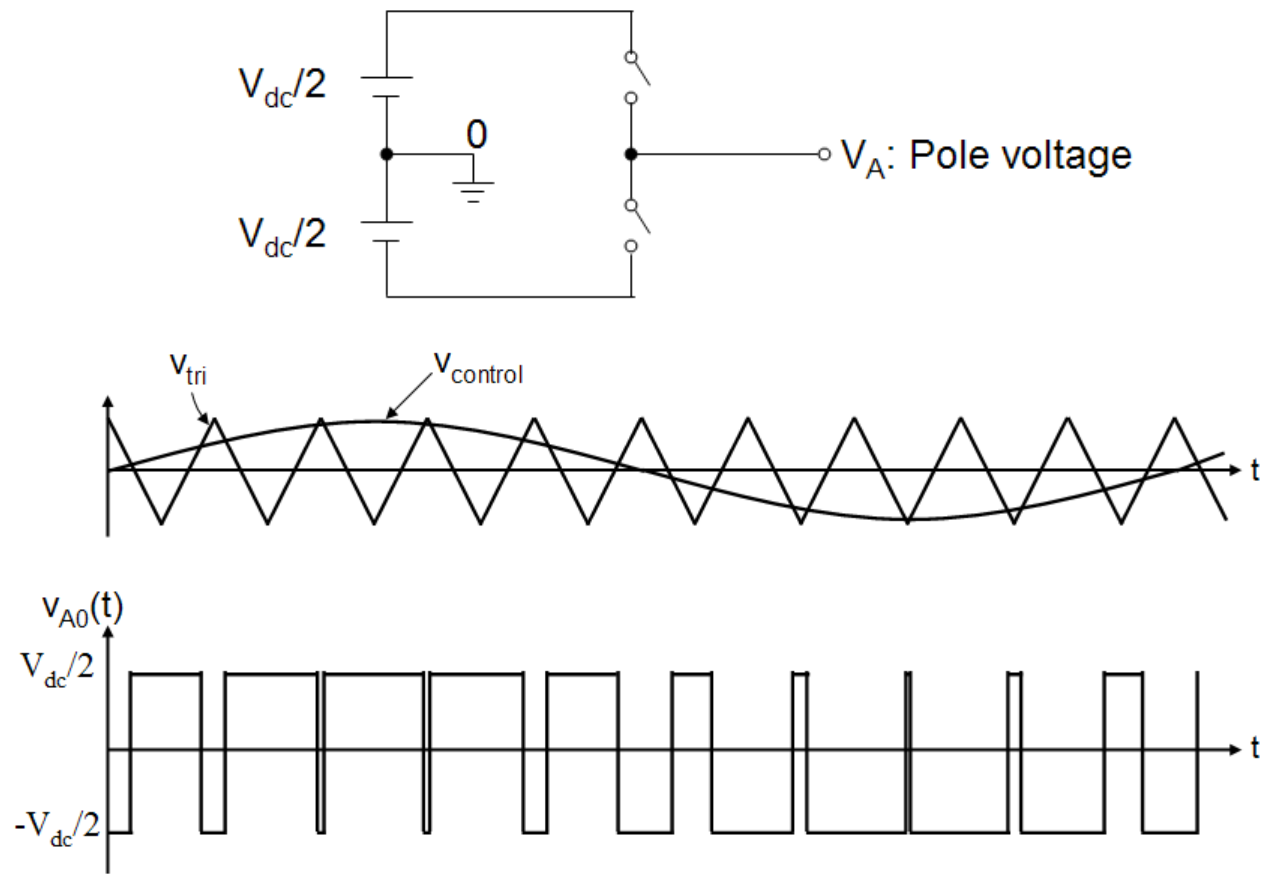 V_dc/2
0
V_A: Pole voltage
V_dc/2
v_tri
v_control
t
v_A0(t)
V_dc/2
t
-V_dc/2